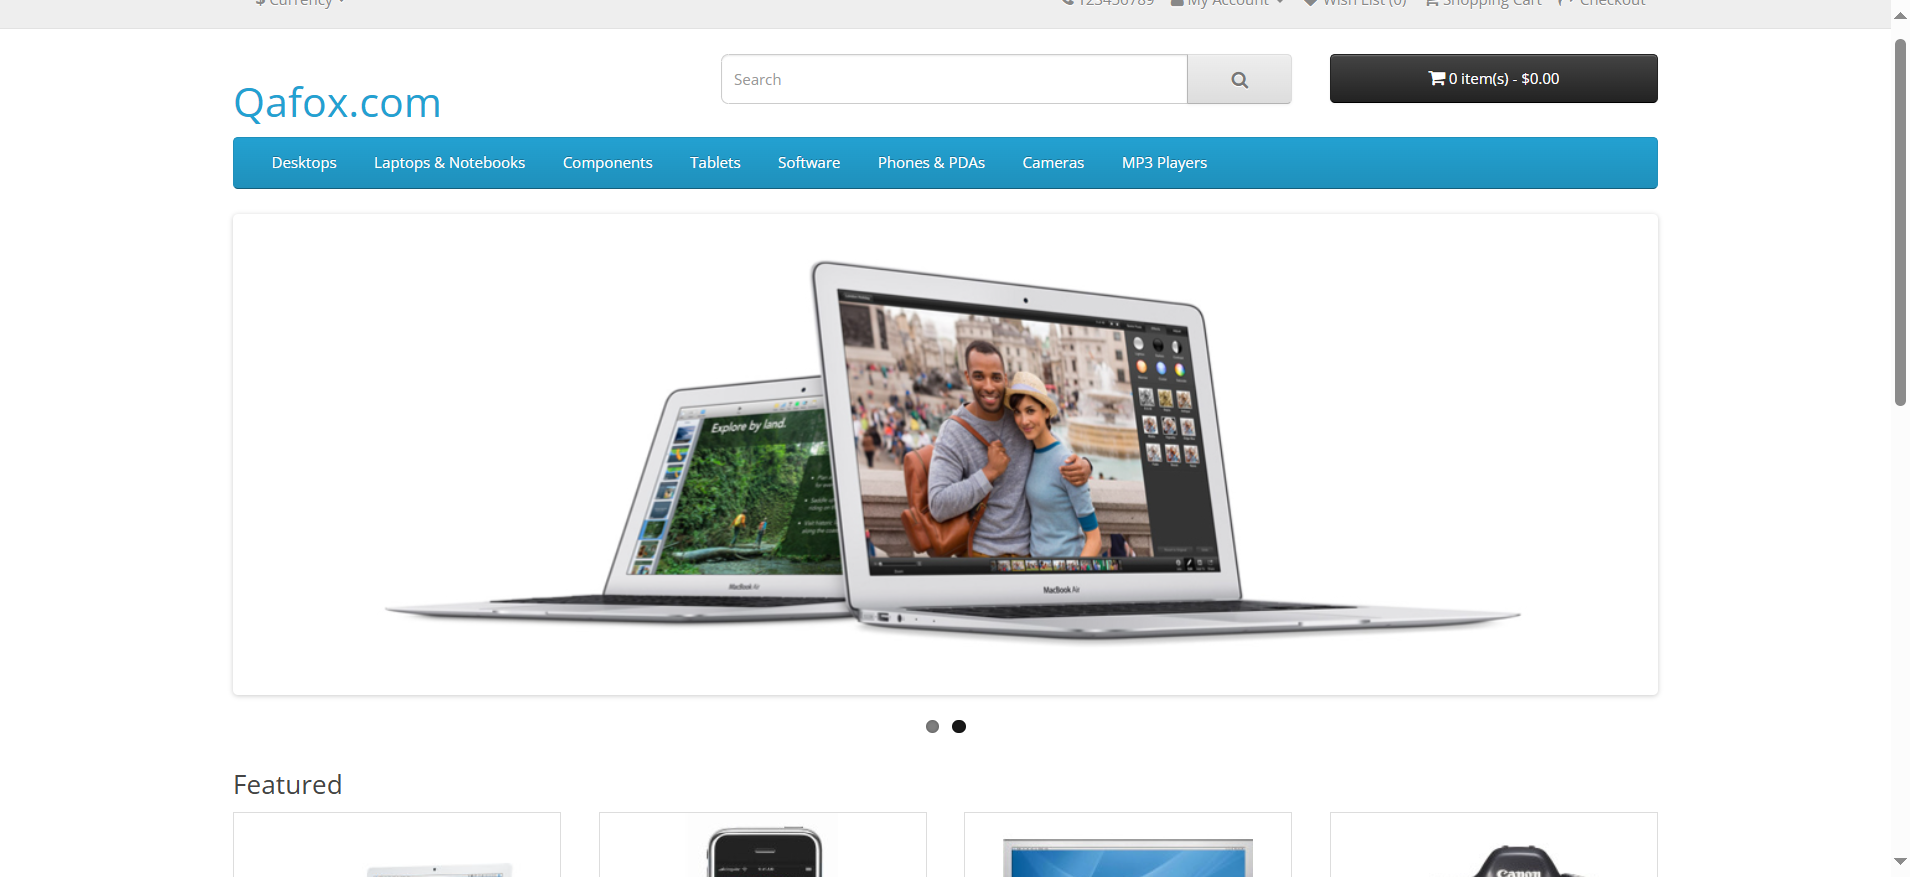 Currency
123456789 My Account Wish List (0) Shopping Cart Checkout
Search
0 item(s) - $0.00
Qafox.com
Desktops Laptops & Notebooks Components Tablets Software Phones & PDAs Cameras MP3 Players
Explore by land.
MacBook Air
MacBook Air
Featured
Canon